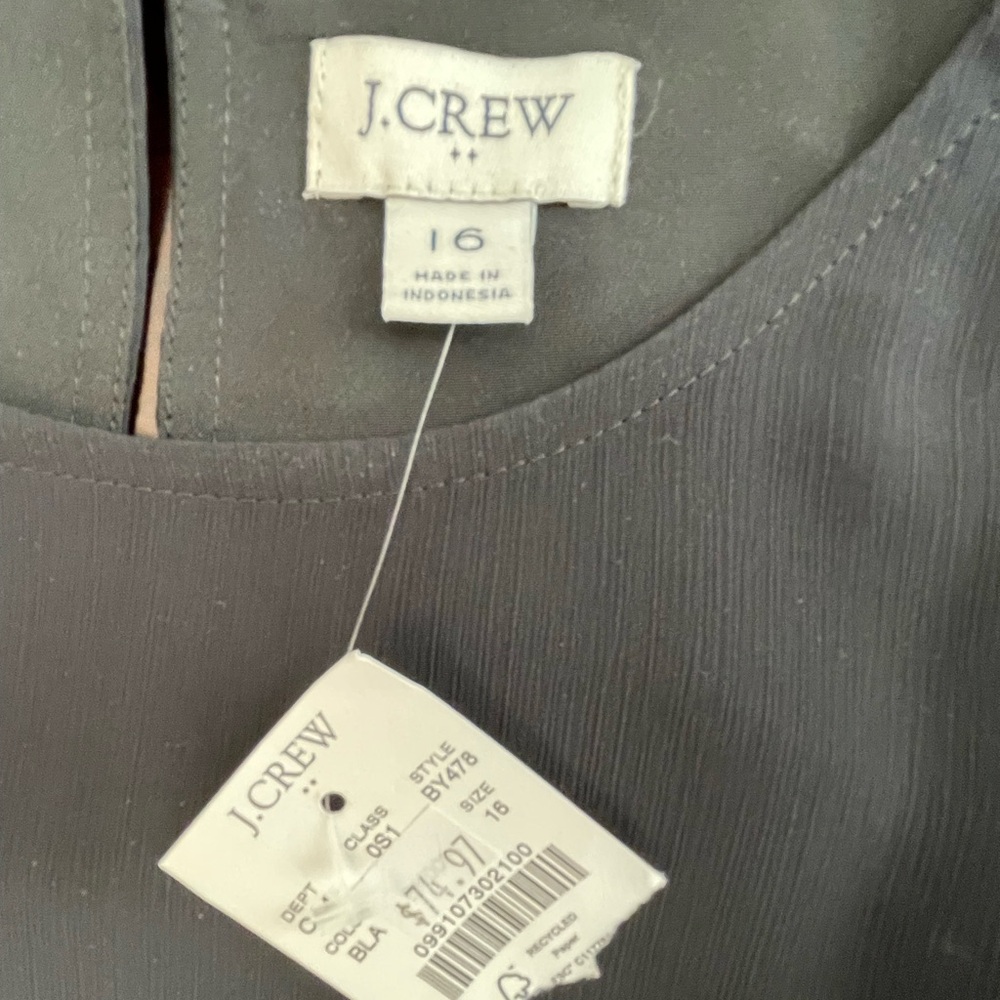 J.CREW
16
MADE IN
INDONESIA
J.CREW
STYLE
BY478
CLASS
0S1
SIZE
16
DEPT
BLA
$74.97
099107302100
RECYCLED
Paper